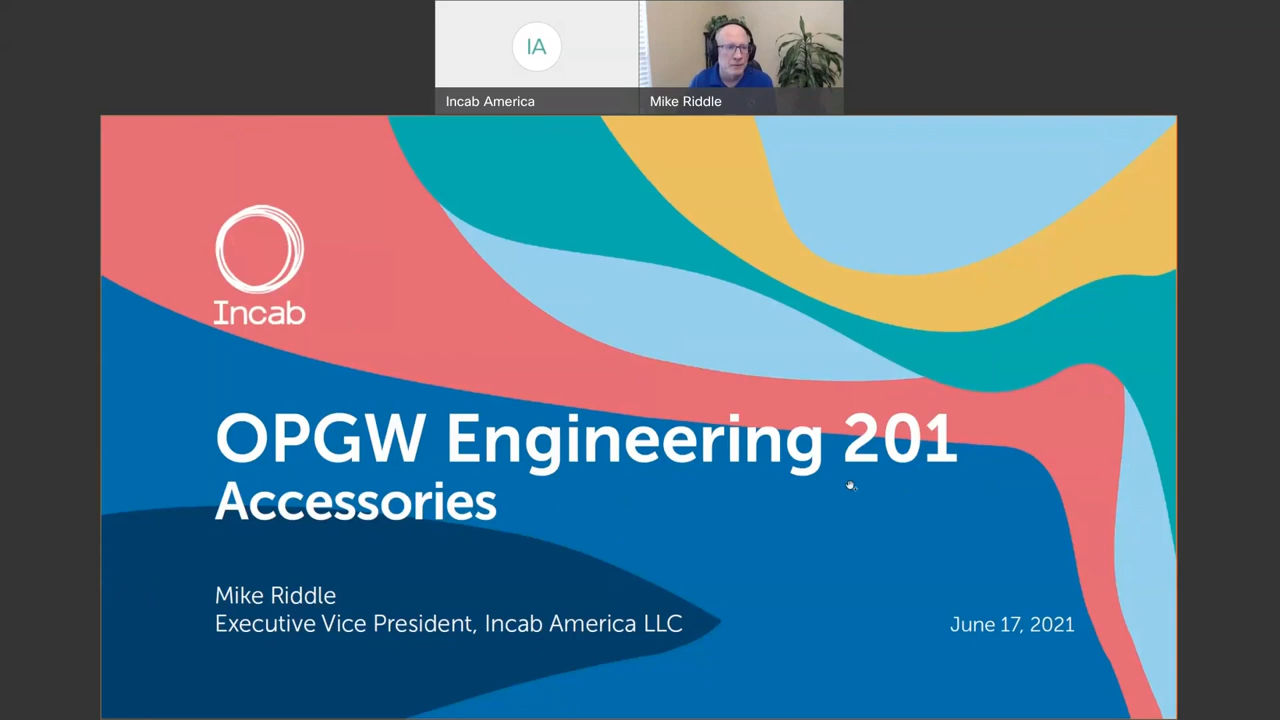 IA
Incab America
Mike Riddle
Incab
OPGW Engineering 201
Accessories
Mike Riddle
Executive Vice President, Incab America LLC
June 17, 2021